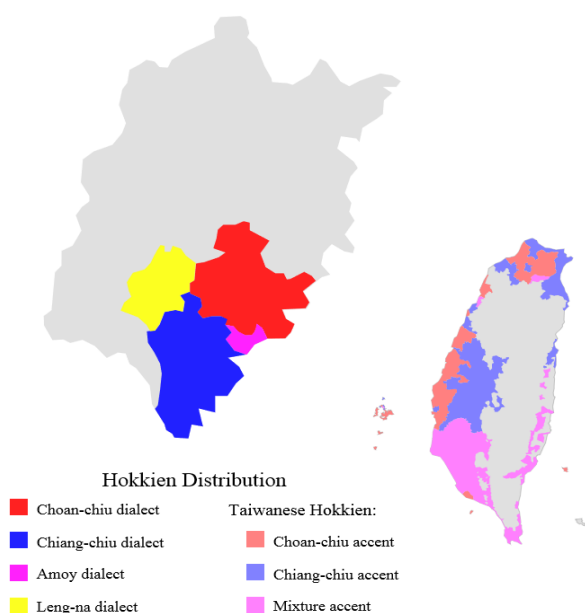 Hokkien Distribution
Choan-chiu dialect
Chiang-chiu dialect
Amoy dialect
Leng-na dialect
Taiwanese Hokkien:
Choan-chiu accent
Chiang-chiu accent
Mixture accent